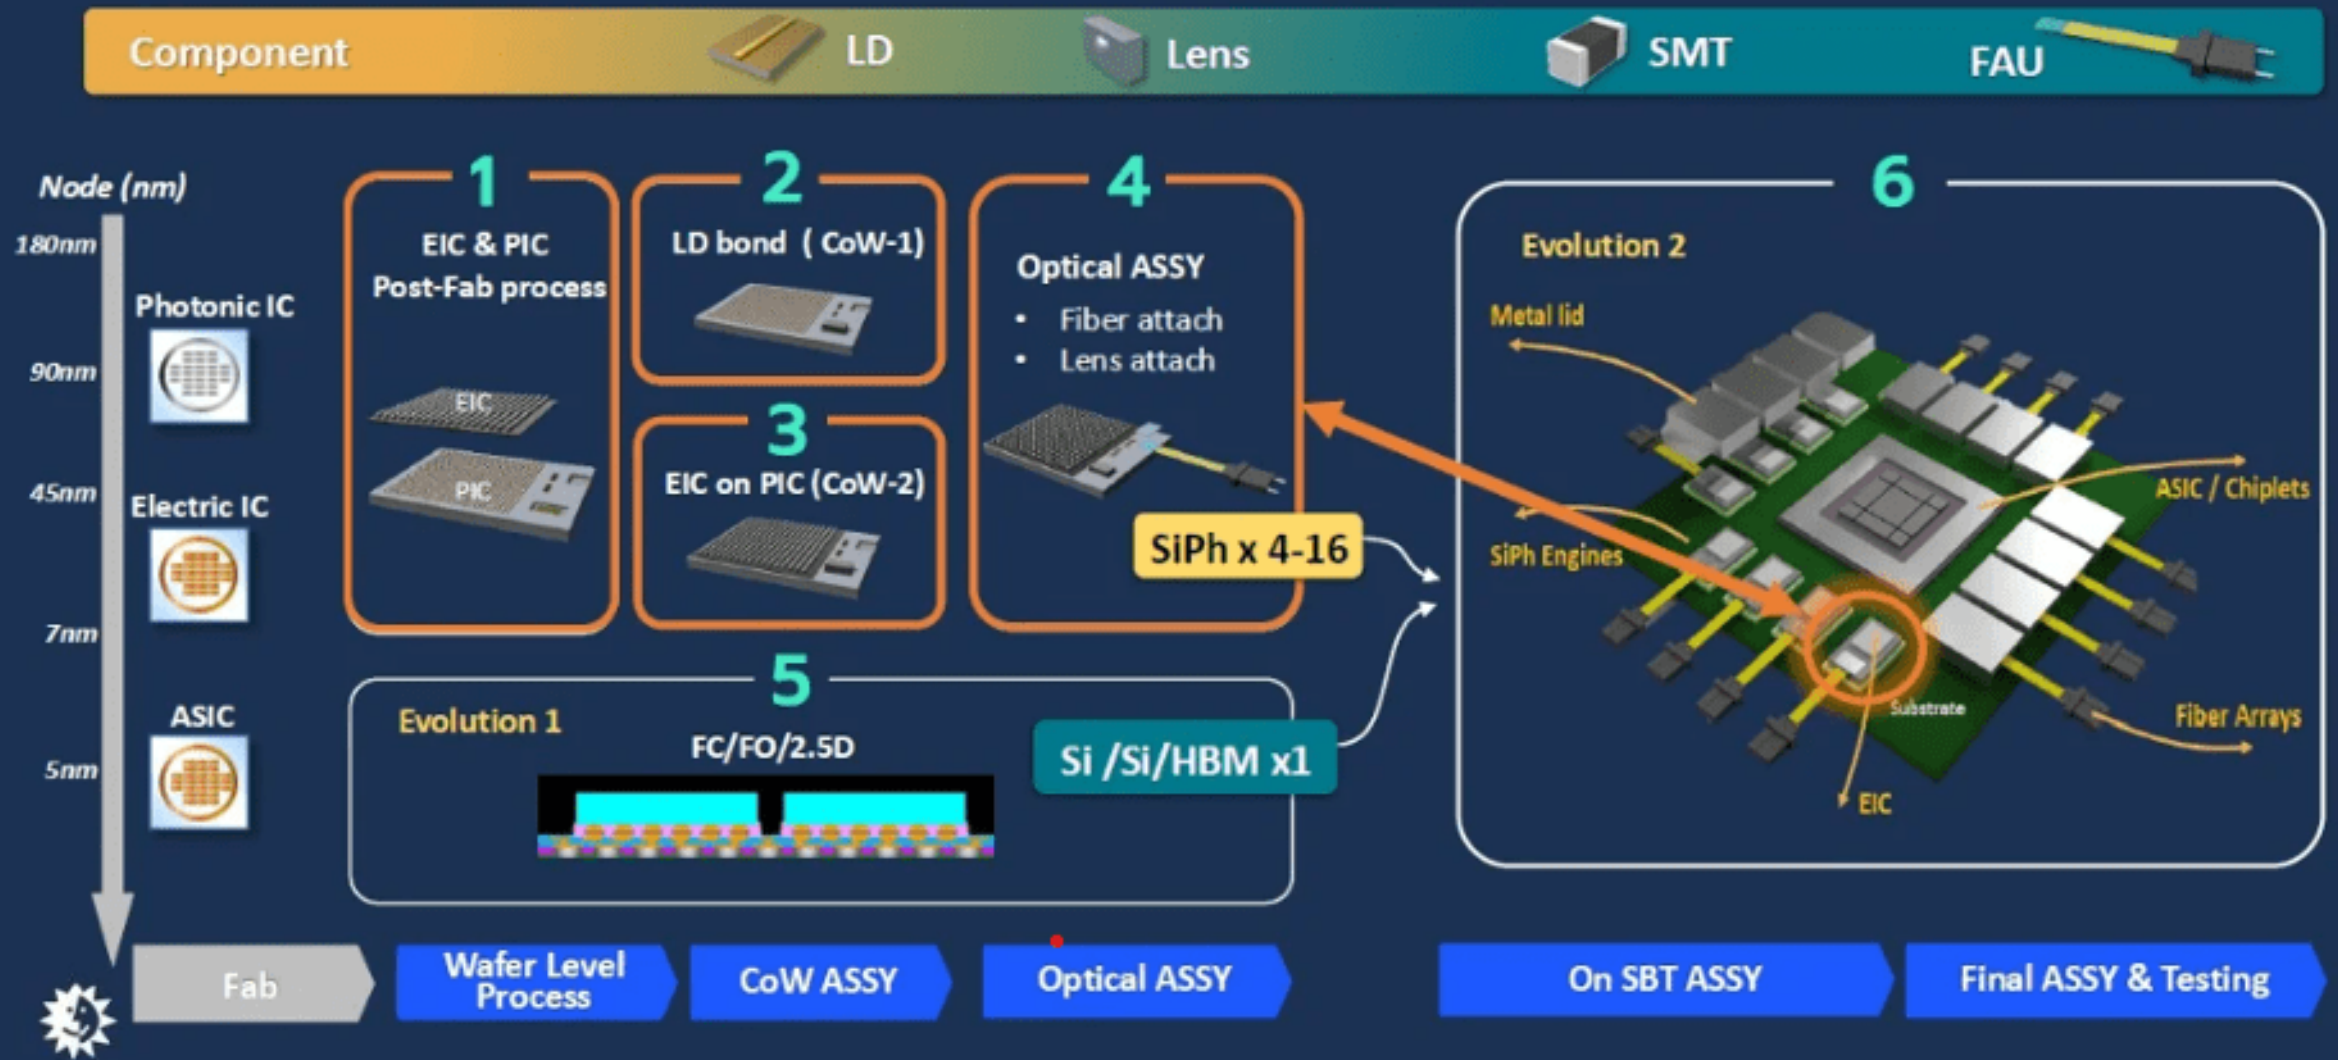 Component
LD
Lens
SMT
FAU
Node (nm)
180nm
90nm
45nm
7nm
5nm
Photonic IC
Electric IC
ASIC
1
EIC & PIC
Post-Fab process
EIC
PIC
2
LD bond ( CoW-1)
3
EIC on PIC (CoW-2)
4
Optical ASSY
• Fiber attach
• Lens attach
SiPh x 4-16
5
Evolution 1
FC/FO/2.5D
Si /Si/HBM x1
6
Evolution 2
Metal lid
ASIC / Chiplets
SiPh Engines
Substrate
Fiber Arrays
EIC
Fab
Wafer Level
Process
CoW ASSY
Optical ASSY
On SBT ASSY
Final ASSY & Testing